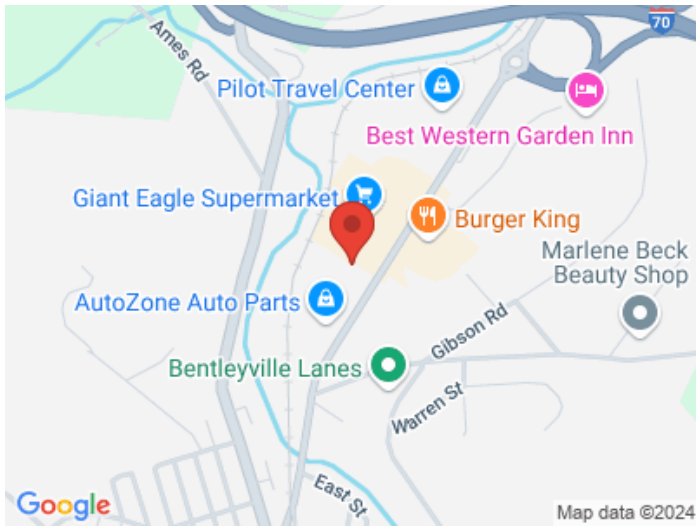 70
Ames Rd
Pilot Travel Center
Best Western Garden Inn
Giant Eagle Supermarket
Burger King
Marlene Beck
Beauty Shop
AutoZone Auto Parts
Gibson Rd
Bentleyville Lanes
Warren St
East St
Google
Map data ©2024